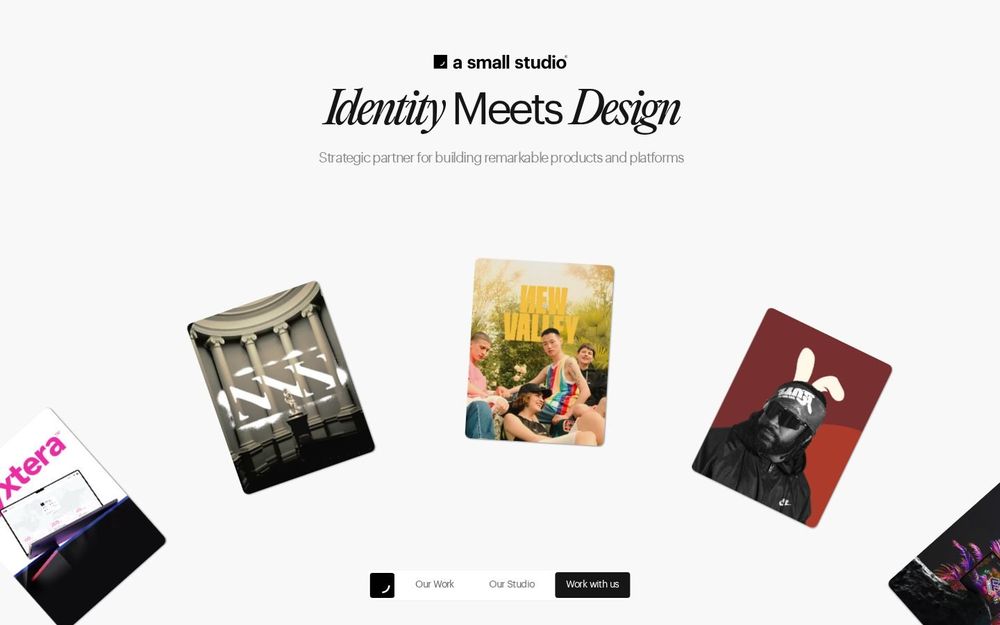 a small studio
Identity Meets Design
Strategic partner for building remarkable products and platforms
NEW
VALLEY
xtera
Our Work
Our Studio
Work with us